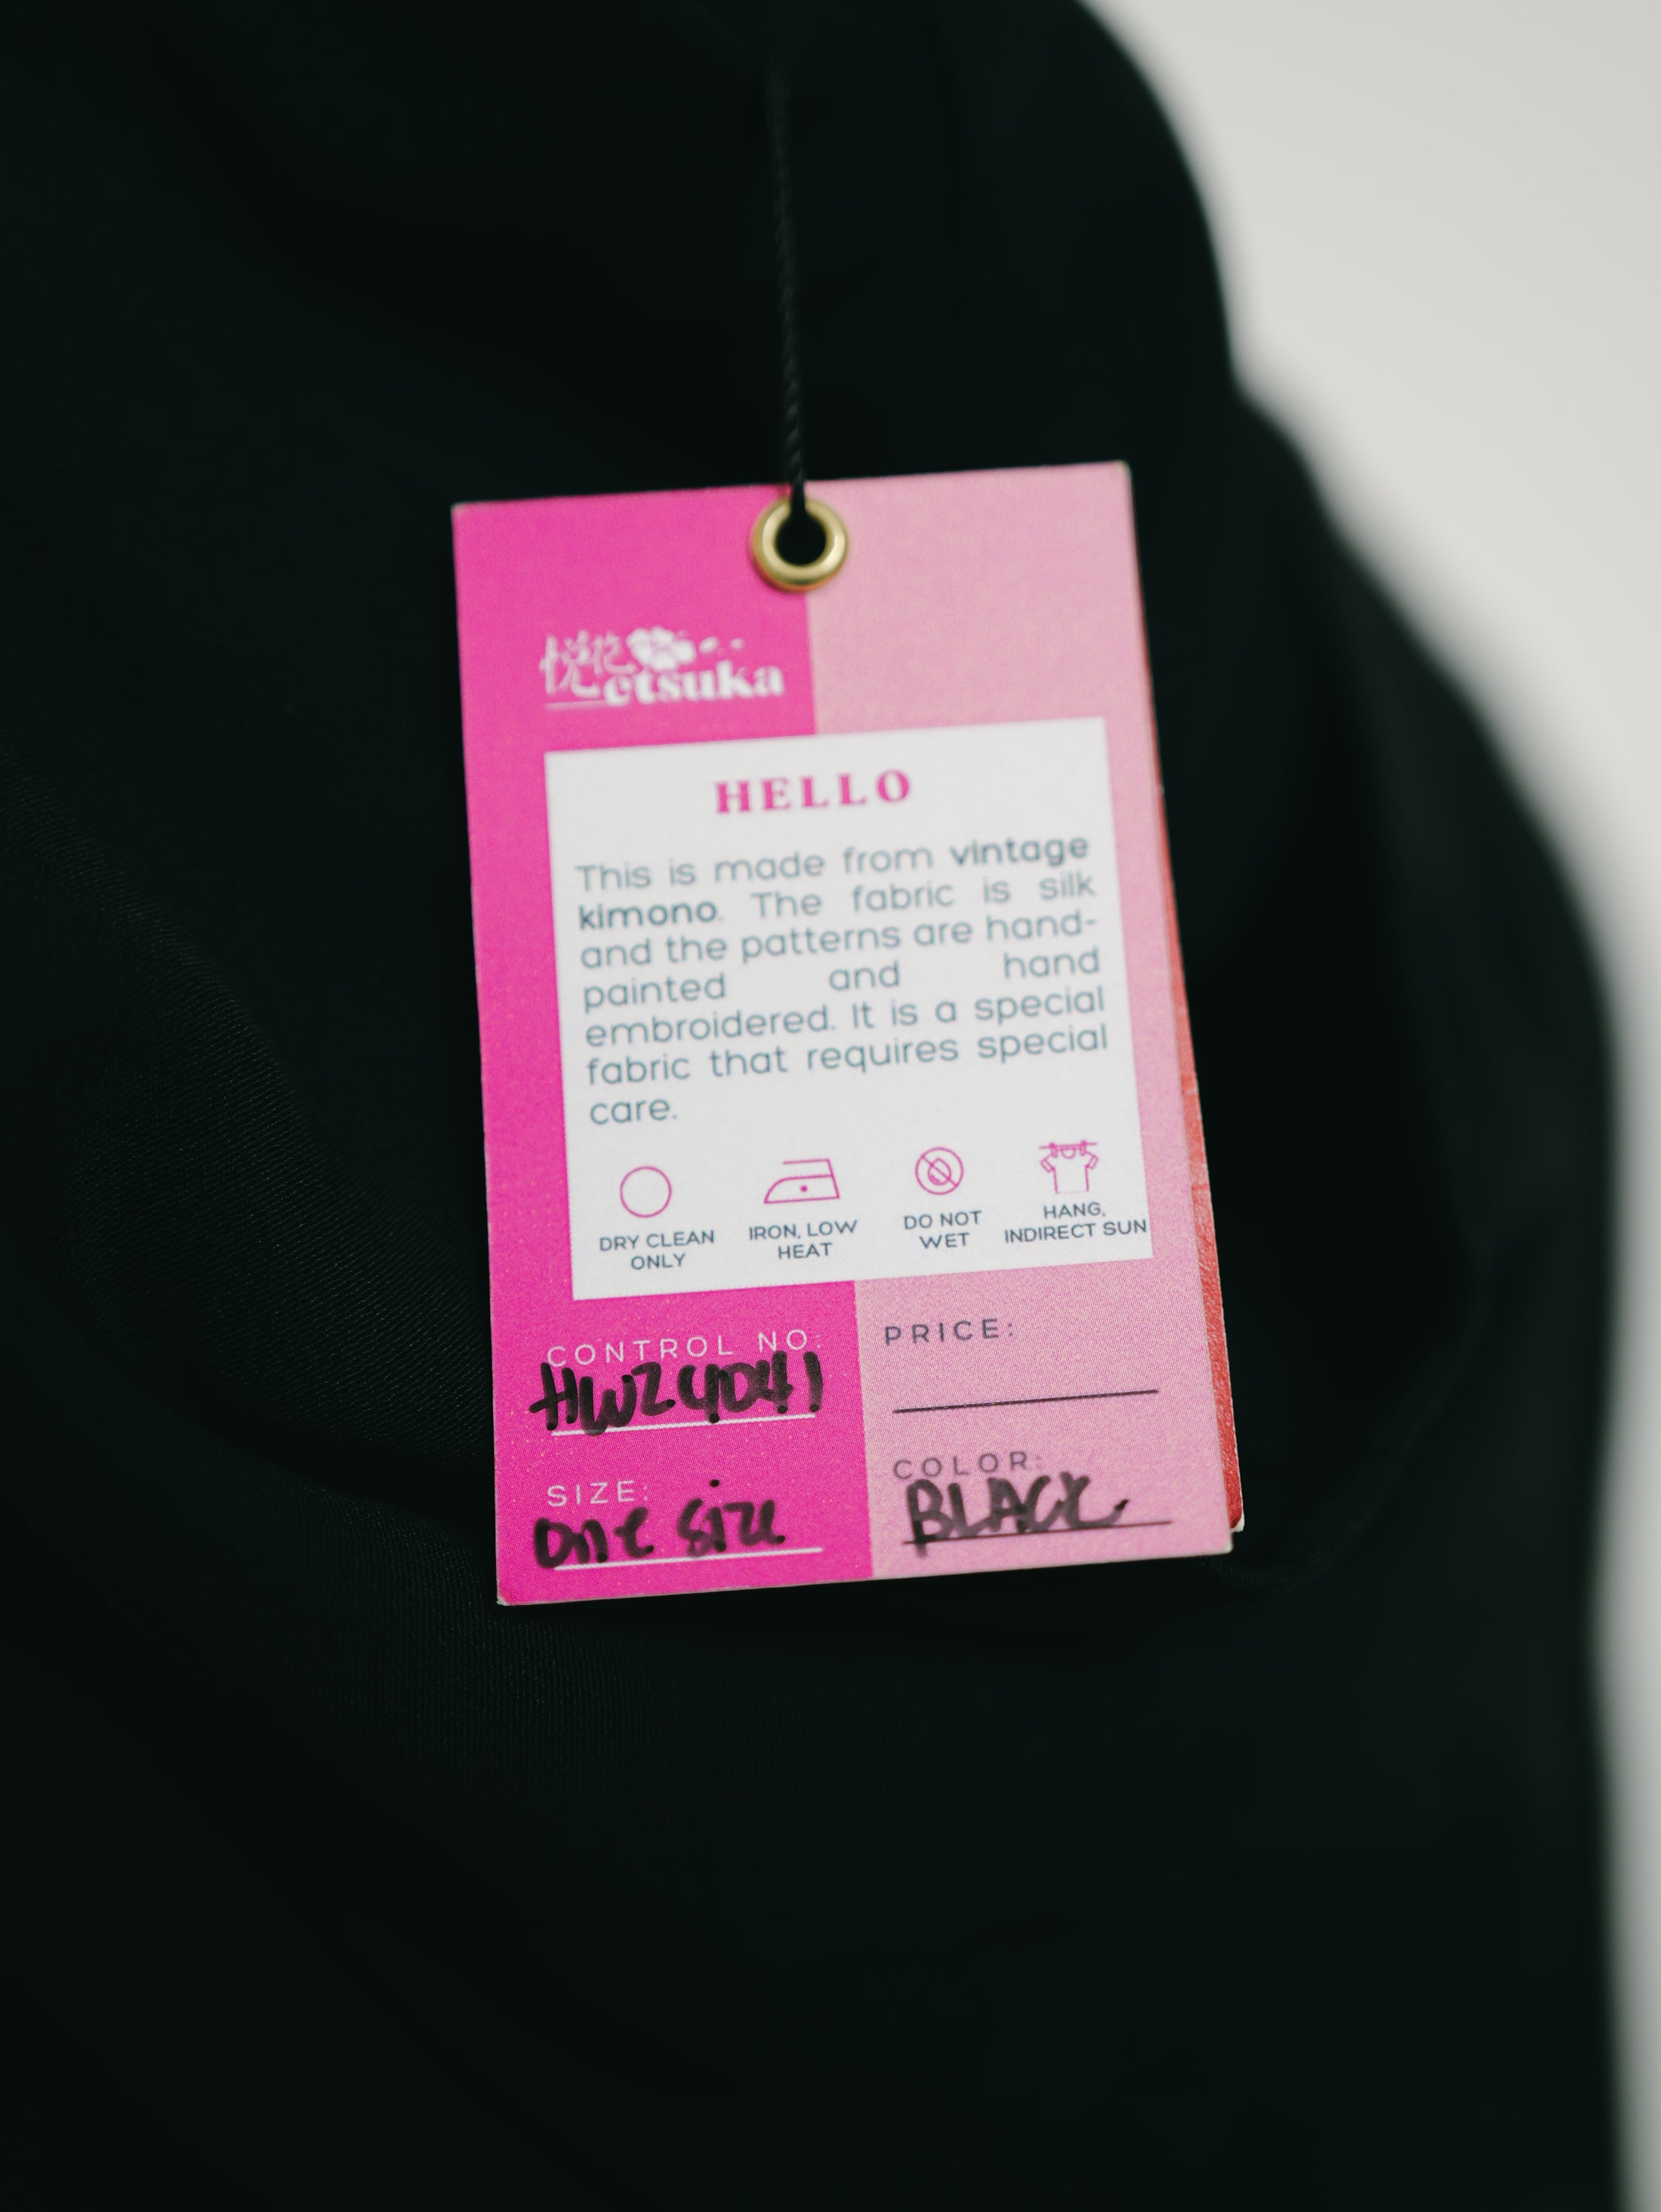 悦花
etsuka
HELLO
This is made from vintage
kimono. The fabric is silk
and the patterns are hand-
painted and hand
embroidered. It is a special
fabric that requires special
care.
DRY CLEAN
ONLY
IRON, LOW
HEAT
DO NOT
WET
HANG,
INDIRECT SUN
CONTROL NO:
HW24041
PRICE:
SIZE:
one size
COLOR:
BLACK